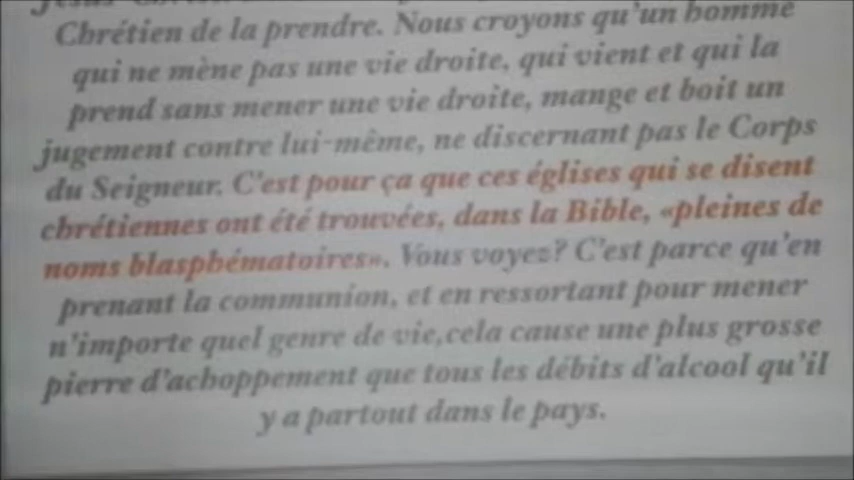 Chrétien de la prendre. Nous croyons qu'un homme
qui ne mène pas une vie droite, qui vient et qui la
prend sans mener une vie droite, mange et boit un
jugement contre lui-même, ne discernant pas le Corps
du Seigneur. C'est pour ça que ces églises qui se disent
chrétiennes ont été trouvées, dans la Bible, «pleines de
noms blasphématoires». Vous voyez? C'est parce qu'en
prenant la communion, et en ressortant pour mener
n'importe quel genre de vie,cela cause une plus grosse
pierre d'achoppement que tous les débits d'alcool qu'il
y a partout dans le pays.